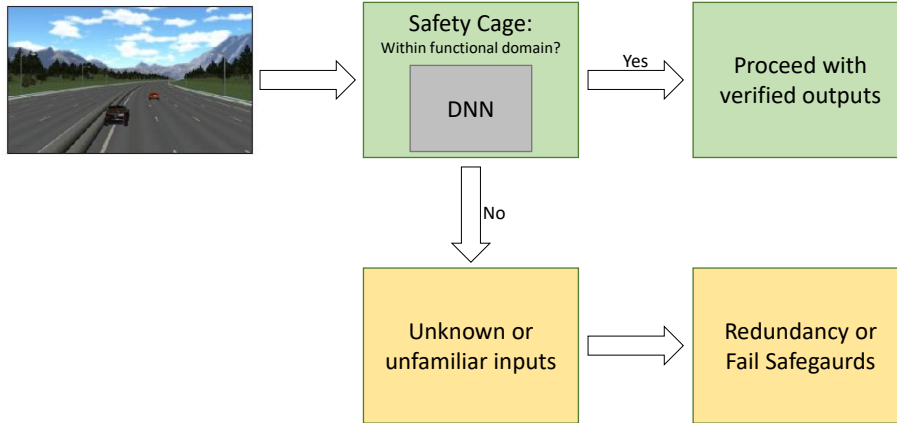 Safety Cage:
Within functional domain?
DNN
Yes
Proceed with
verified outputs
No
Unknown or
unfamiliar inputs
Redundancy or
Fail Safegaurds